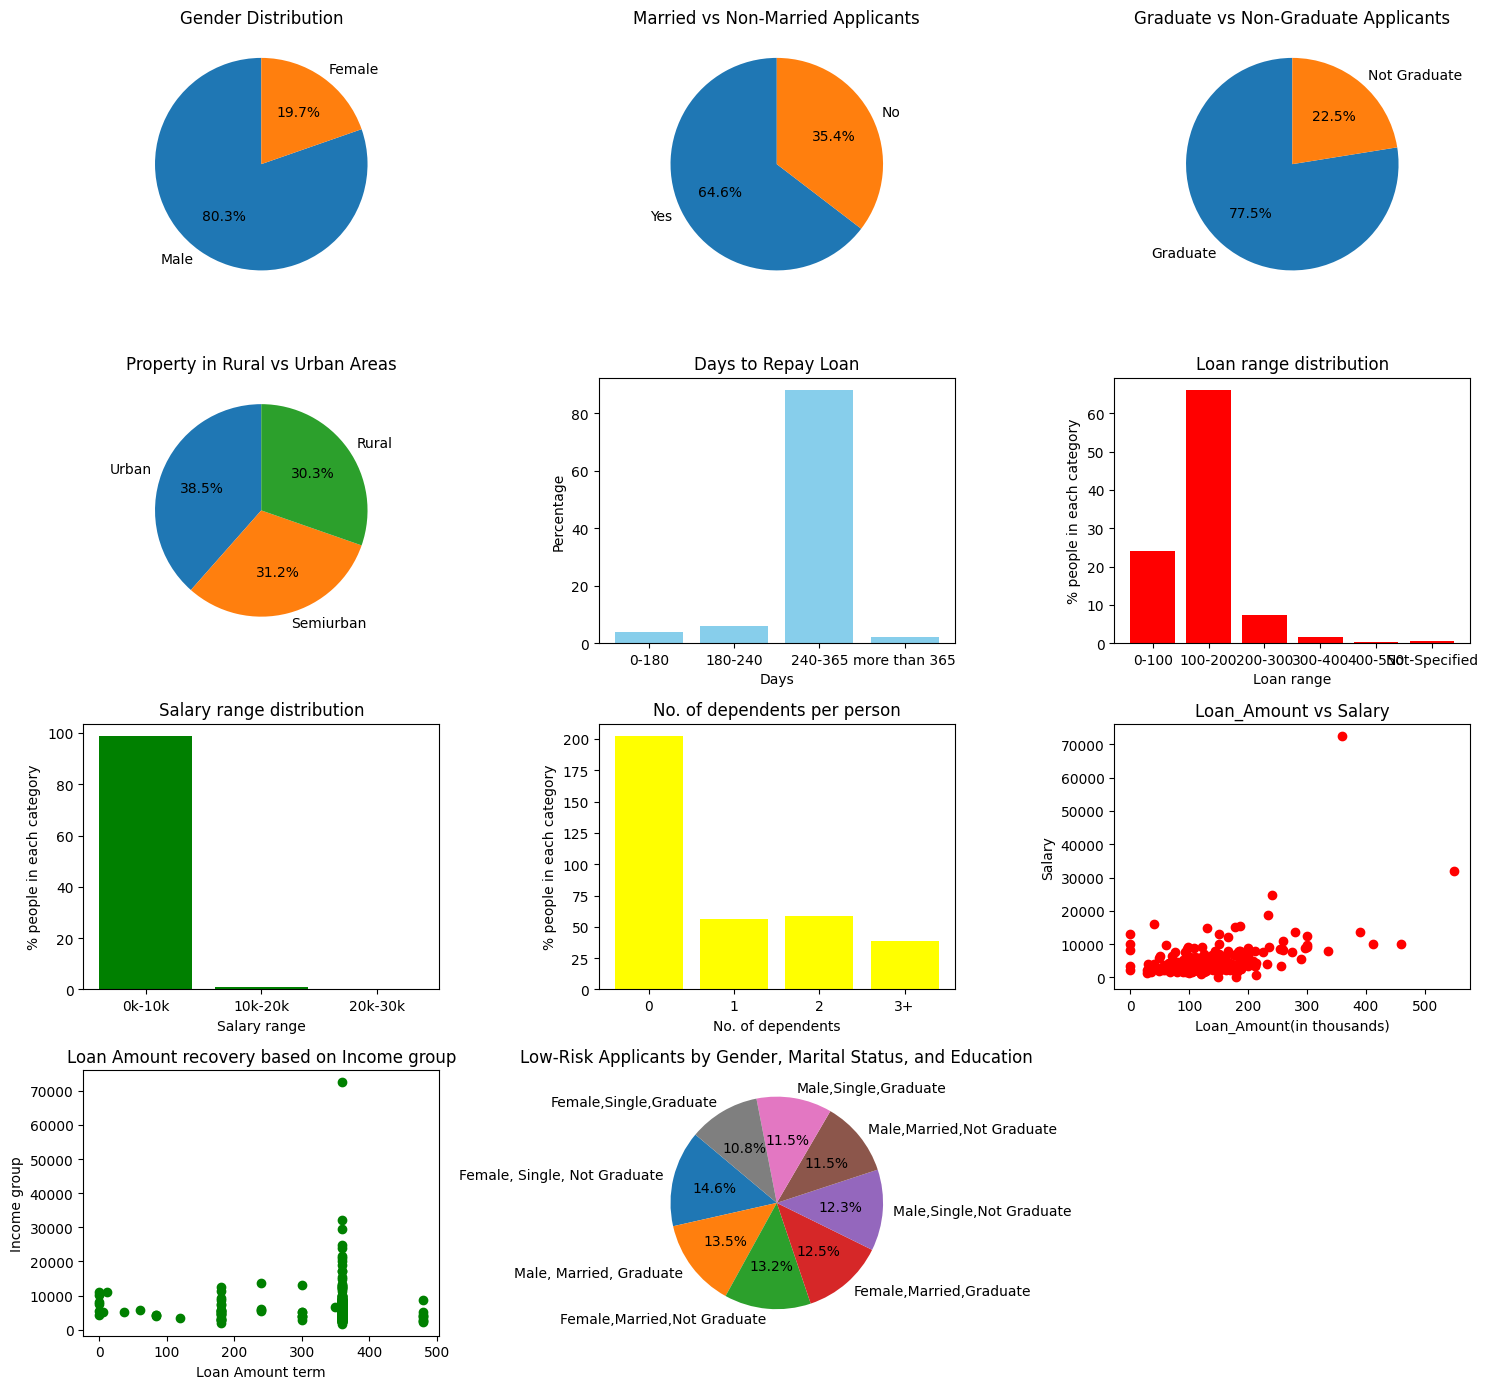 Gender Distribution
Female
19.7%
80.3%
Male
Married vs Non-Married Applicants
No
35.4%
64.6%
Yes
Graduate vs Non-Graduate Applicants
Not Graduate
22.5%
77.5%
Graduate
Property in Rural vs Urban Areas
Rural
Urban
30.3%
38.5%
31.2%
Semiurban
Days to Repay Loan
Percentage
80
60
40
20
0
0-180 180-240 240-365 more than 365
Days
Loan range distribution
% people in each category
60
50
40
30
20
10
0
0-100 100-200 200-300 300-400 400-500 Not-Specified
Loan range
Salary range distribution
% people in each category
100
80
60
40
20
0
0k-10k 10k-20k 20k-30k
Salary range
No. of dependents per person
% people in each category
200
175
150
125
100
75
50
25
0
0 1 2 3+
No. of dependents
Loan_Amount vs Salary
Salary
70000
60000
50000
40000
30000
20000
10000
0
0 100 200 300 400 500
Loan_Amount(in thousands)
Loan Amount recovery based on Income group
Income group
70000
60000
50000
40000
30000
20000
10000
0
0 100 200 300 400 500
Loan Amount term
Low-Risk Applicants by Gender, Marital Status, and Education
Male,Single,Graduate
Female,Single,Graduate
Male,Married,Not Graduate
11.5%
10.8%
11.5%
Female, Single, Not Graduate
14.6%
12.3%
Male,Single,Not Graduate
13.5%
12.5%
13.2%
Male, Married, Graduate
Female,Married,Graduate
Female,Married,Not Graduate